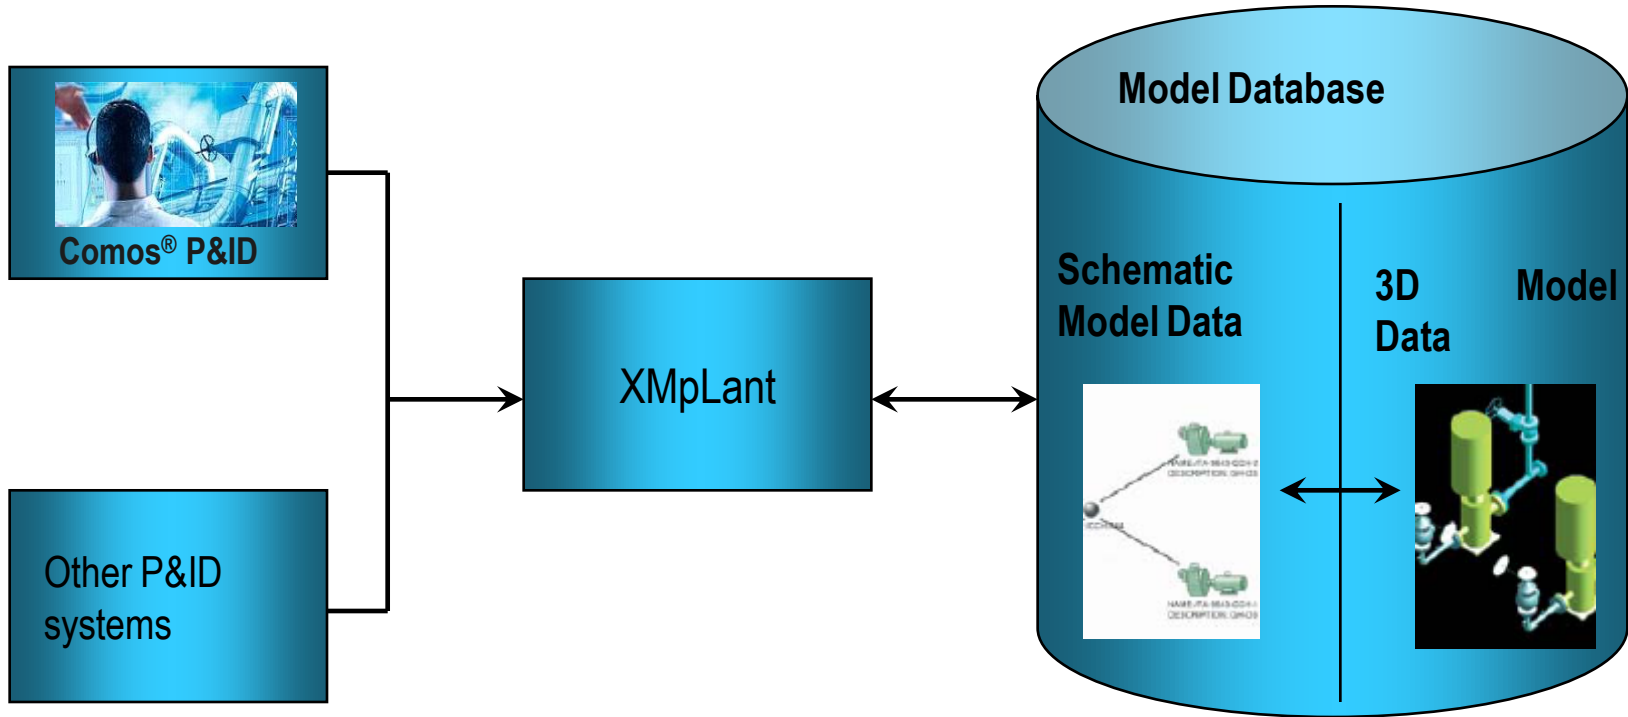 Model Database
Comos® P&ID
Schematic
Model Data
3D Model
Data
XMpLant
Other P&ID
systems